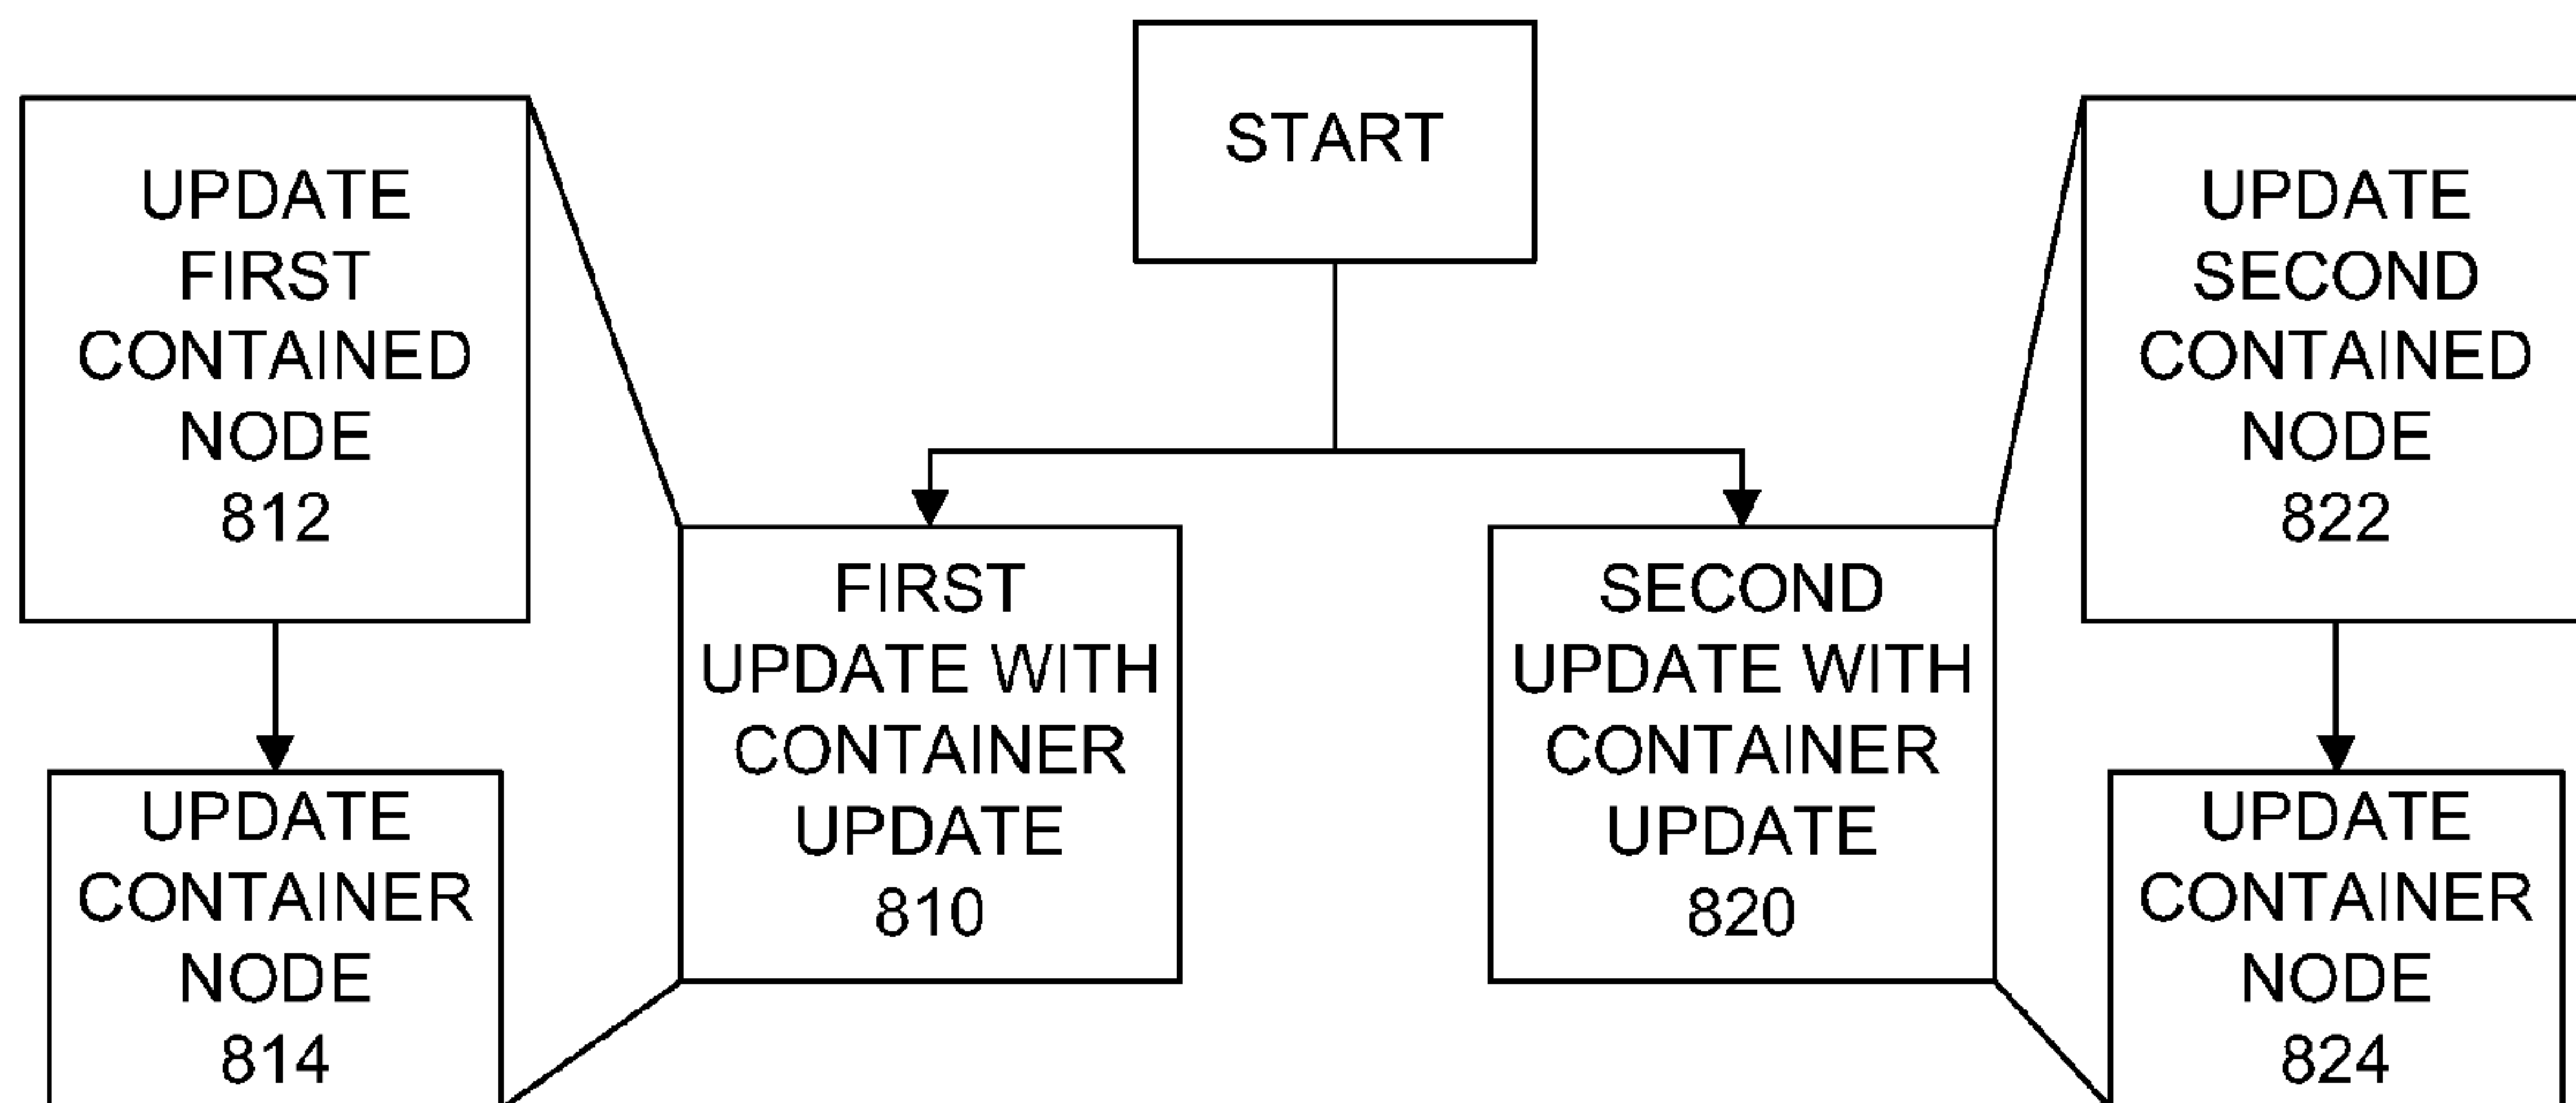 START
UPDATE
FIRST
CONTAINED
NODE
812
UPDATE
SECOND
CONTAINED
NODE
822
FIRST
UPDATE WITH
CONTAINER
UPDATE
810
SECOND
UPDATE WITH
CONTAINER
UPDATE
820
UPDATE
CONTAINER
NODE
814
UPDATE
CONTAINER
NODE
824